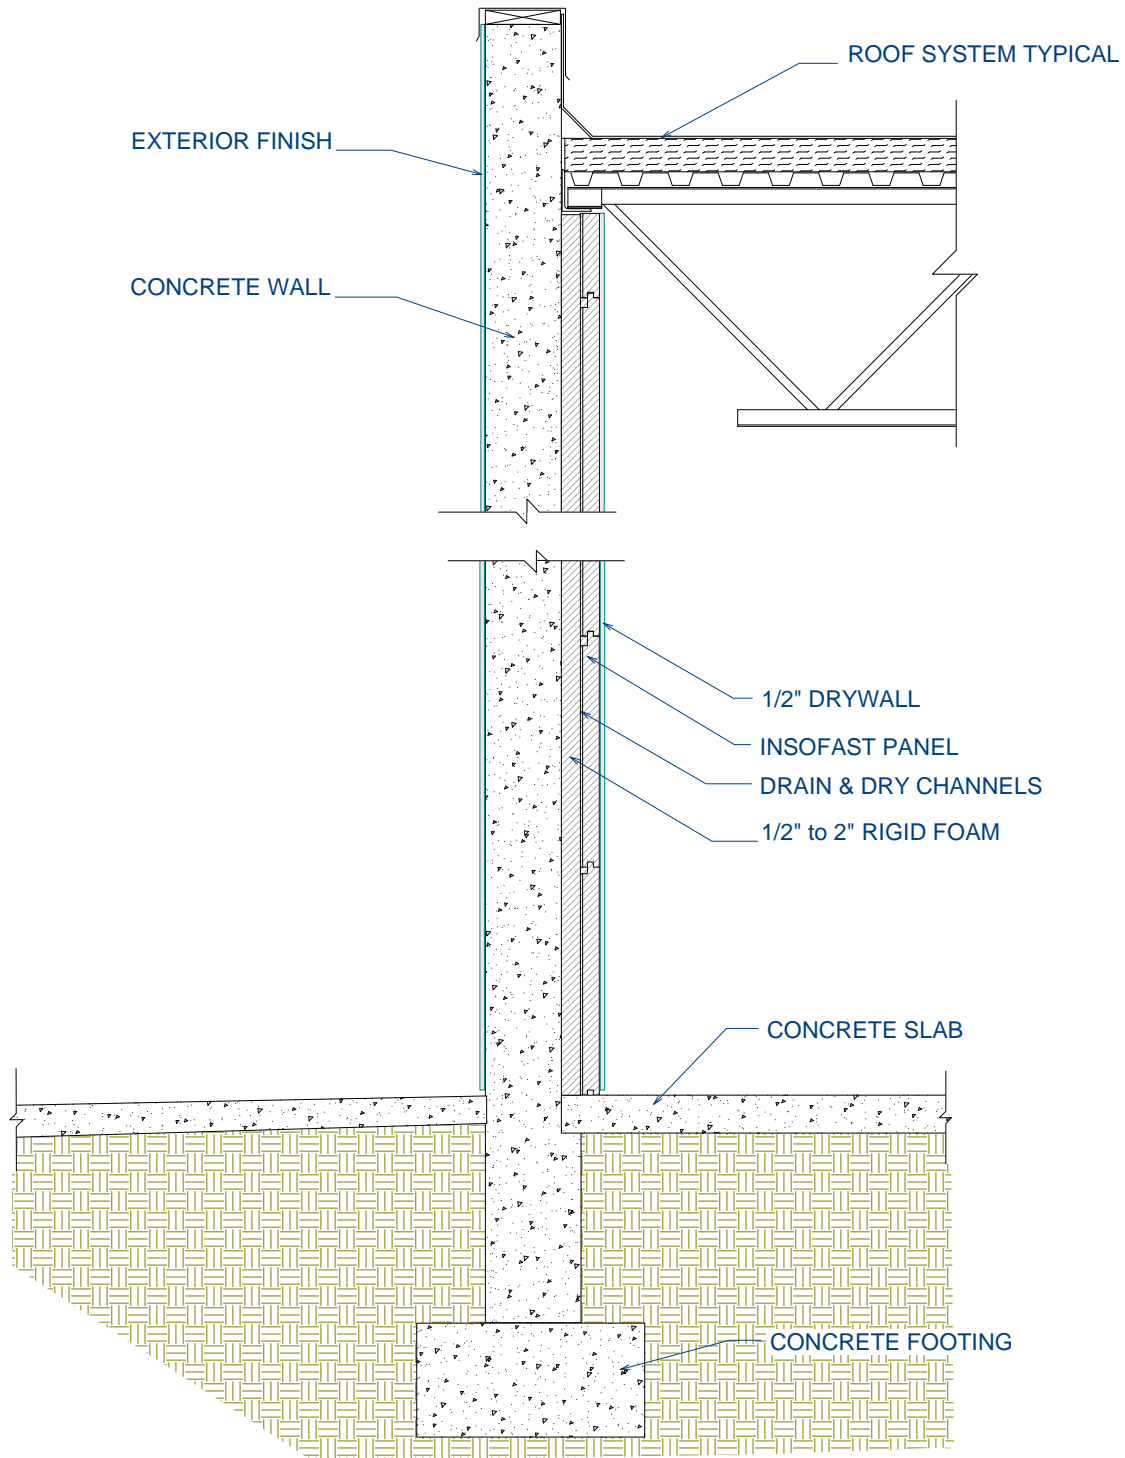 ROOF SYSTEM TYPICAL
EXTERIOR FINISH
CONCRETE WALL
1/2" DRYWALL
INSOFAST PANEL
DRAIN & DRY CHANNELS
1/2" to 2" RIGID FOAM
CONCRETE SLAB
CONCRETE FOOTING